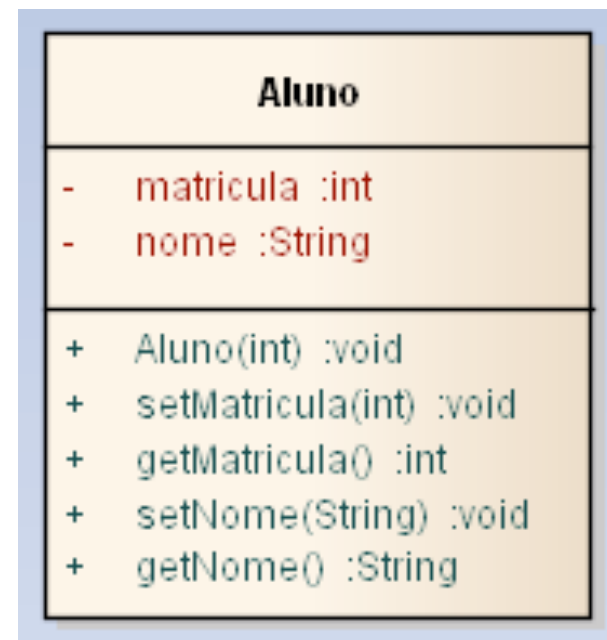 Aluno
- matricula :int
- nome :String
+ Aluno(int) :void
+ setMatricula(int) :void
+ getMatricula() :int
+ setNome(String) :void
+ getNome() :String